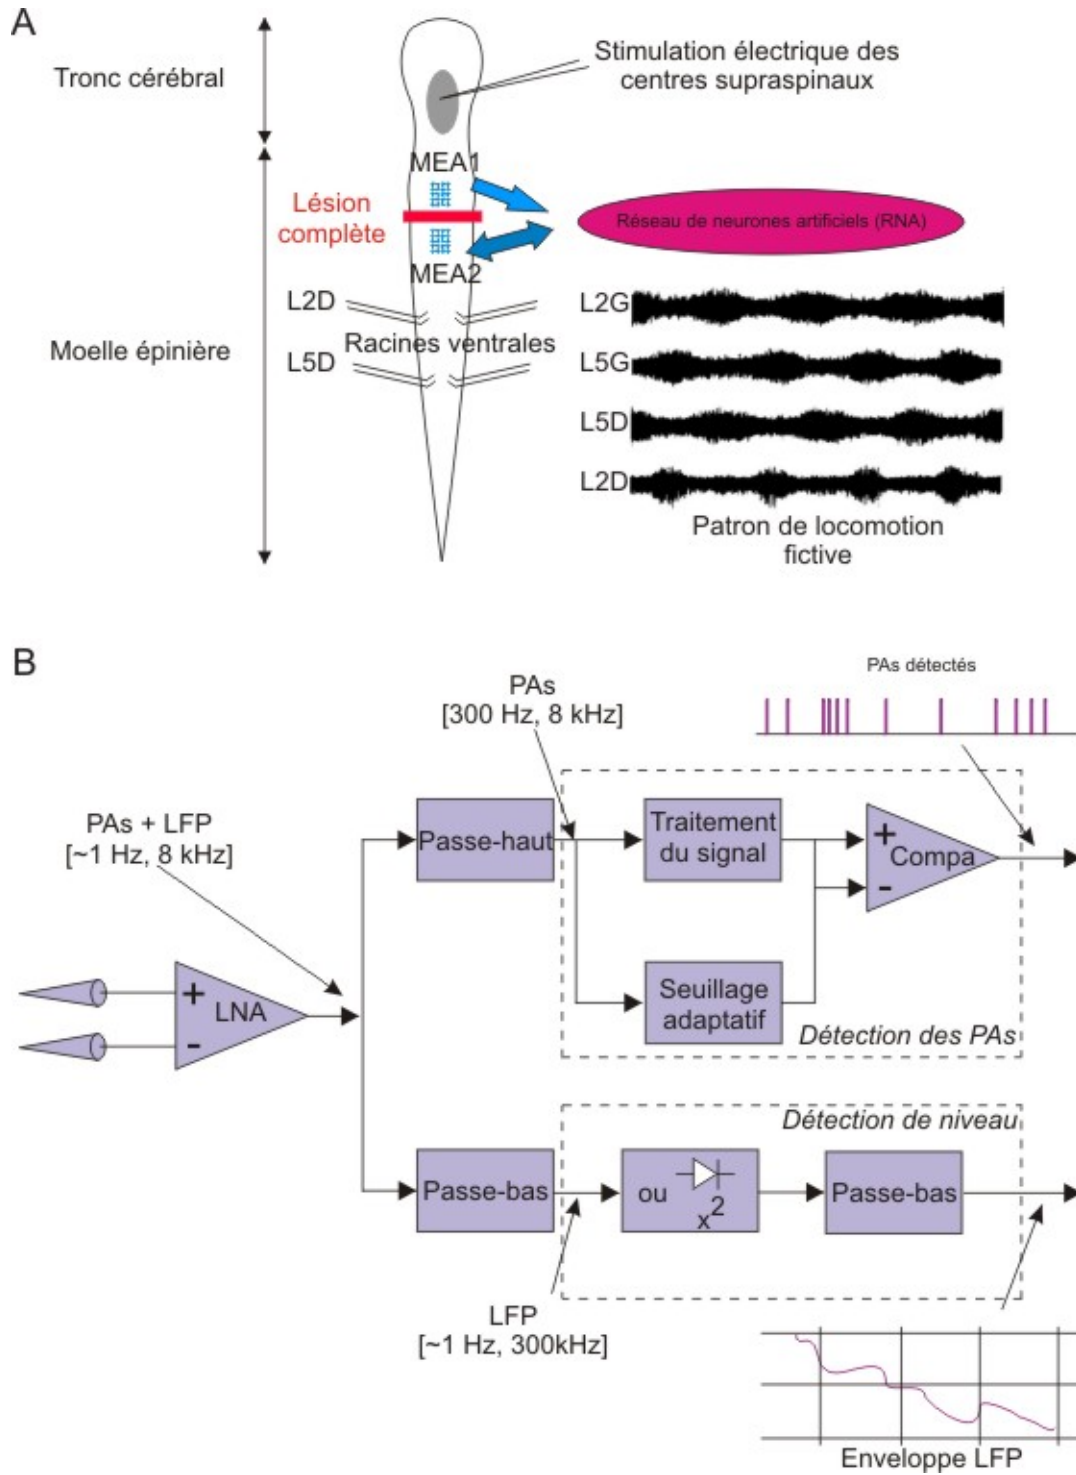 A
Tronc cérébral
Stimulation électrique des
centres supraspinaux
MEA1
Lésion
complète
Réseau de neurones artificiels (RNA)
MEA2
L2D
L2G
Moelle épinière
Racines ventrales
L5D
L5G
L5D
L2D
Patron de locomotion
fictive
B
PAs
[300 Hz, 8 kHz]
PAs détectés
PAs + LFP
[~1 Hz, 8 kHz]
Passe-haut
Traitement
du signal
+
Compa
-
+
LNA
-
Seuillage
adaptatif
Détection des PAs
Détection de niveau
Passe-bas
ou
x²
Passe-bas
LFP
[~1 Hz, 300kHz]
Enveloppe LFP